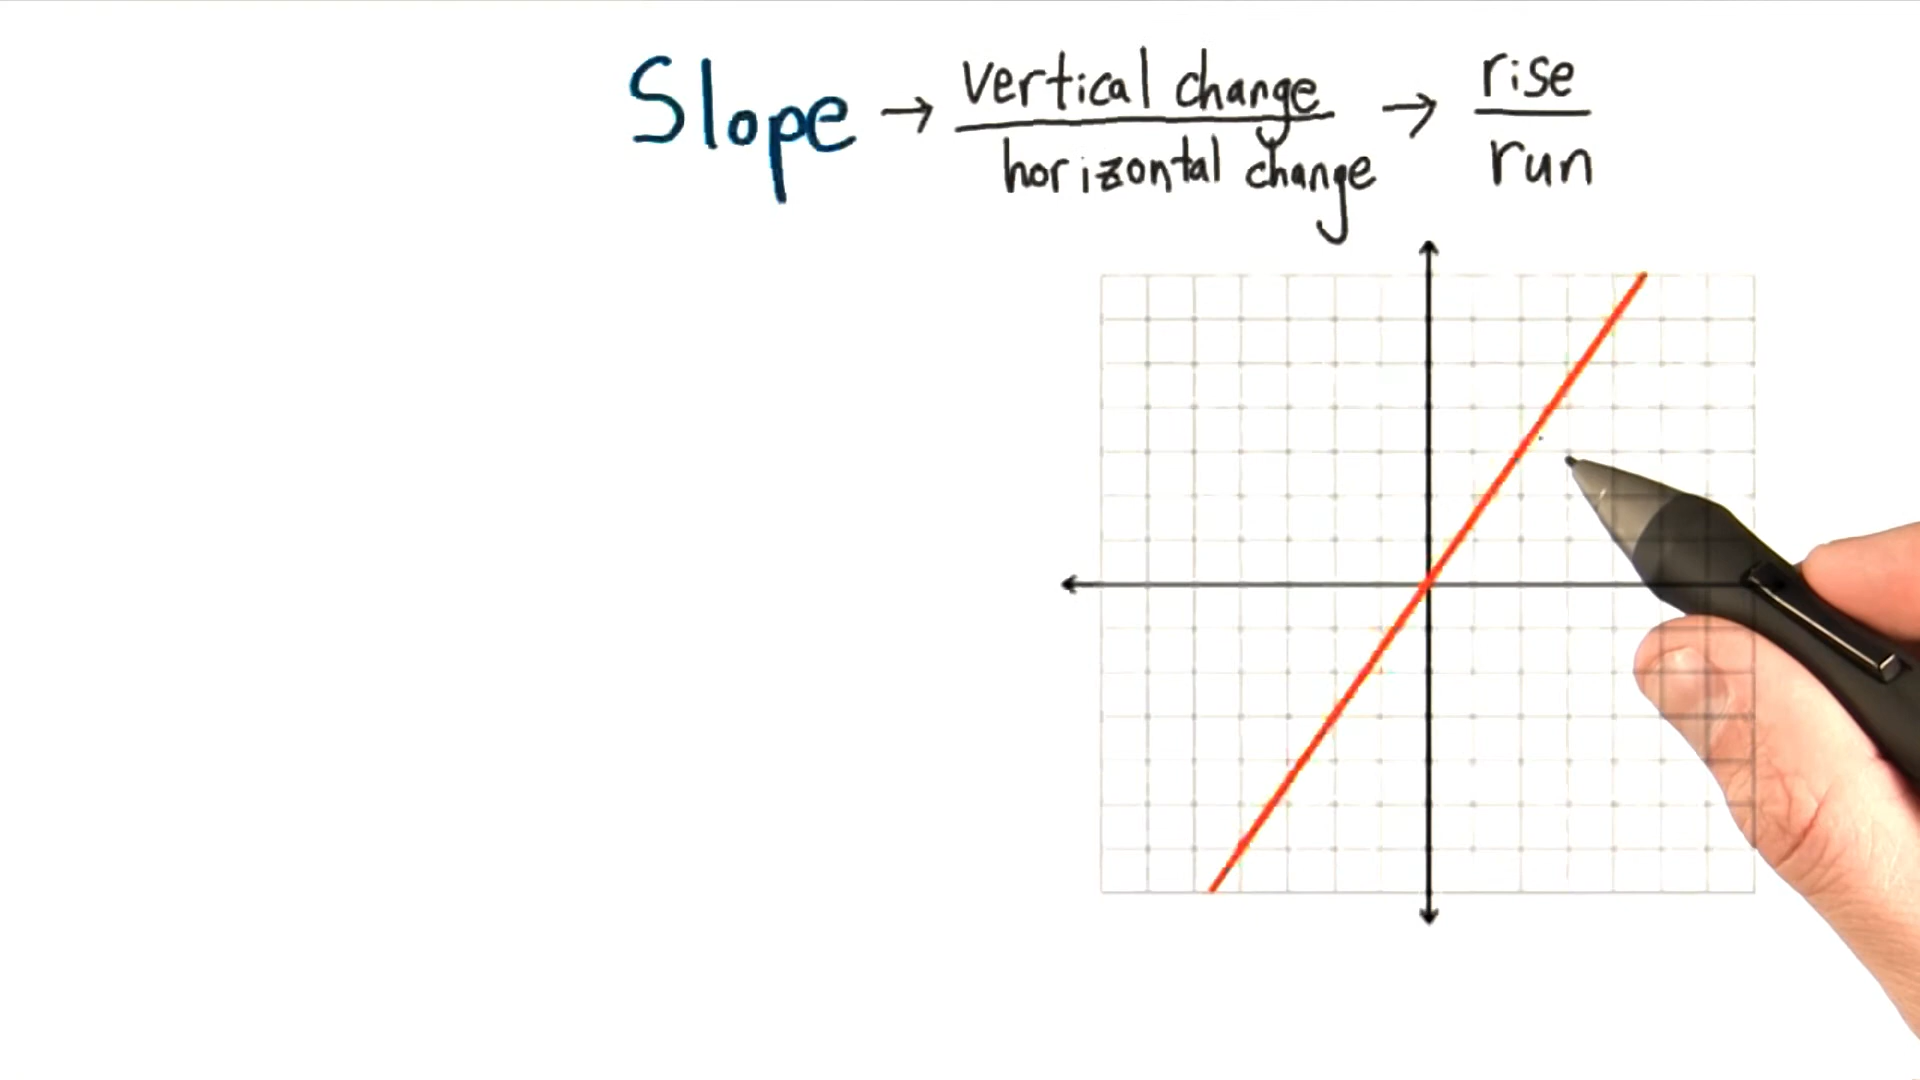 Slope → vertical change / horizontal change → rise / run